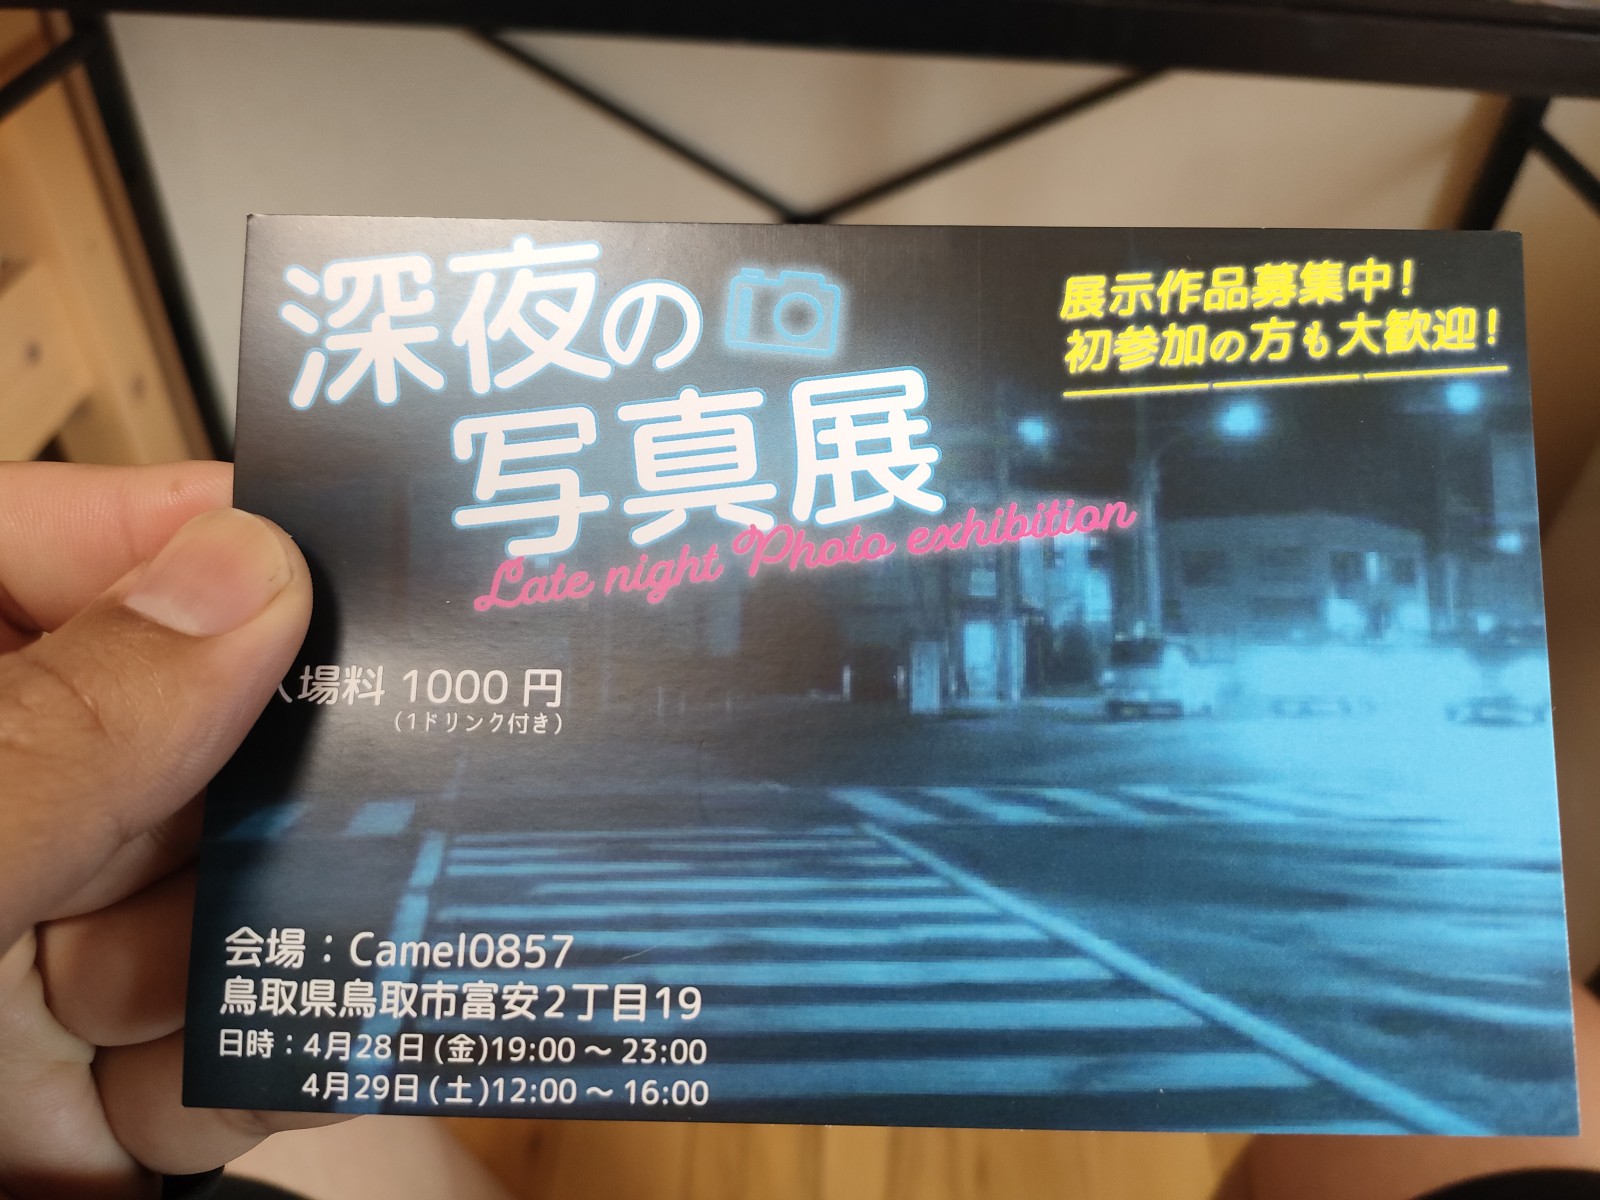 深夜の
写真展
Late night Photo exhibition
展示作品募集中！
初参加の方も大歓迎！
場料 1000 円
(1ドリンク付き)
会場：Camel0857
鳥取県鳥取市富安2丁目19
日時：4月28日(金)19:00～23:00
4月29日(土)12:00～16:00